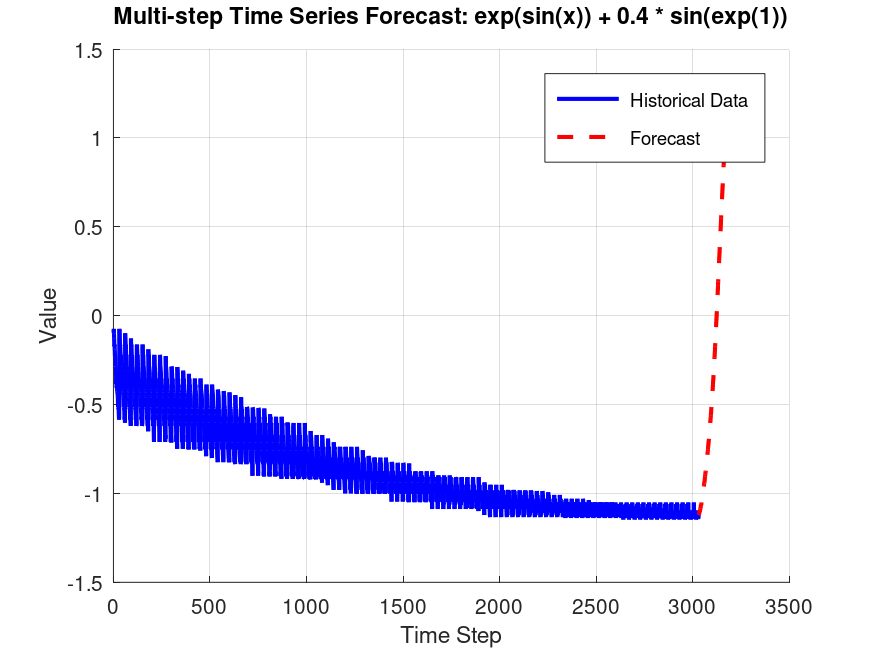 Multi-step Time Series Forecast: exp(sin(x)) + 0.4 * sin(exp(1))
1.5
Historical Data
1
Forecast
0.5
0
Value
-0.5
-1
-1.5
0 500 1000 1500 2000 2500 3000 3500
Time Step